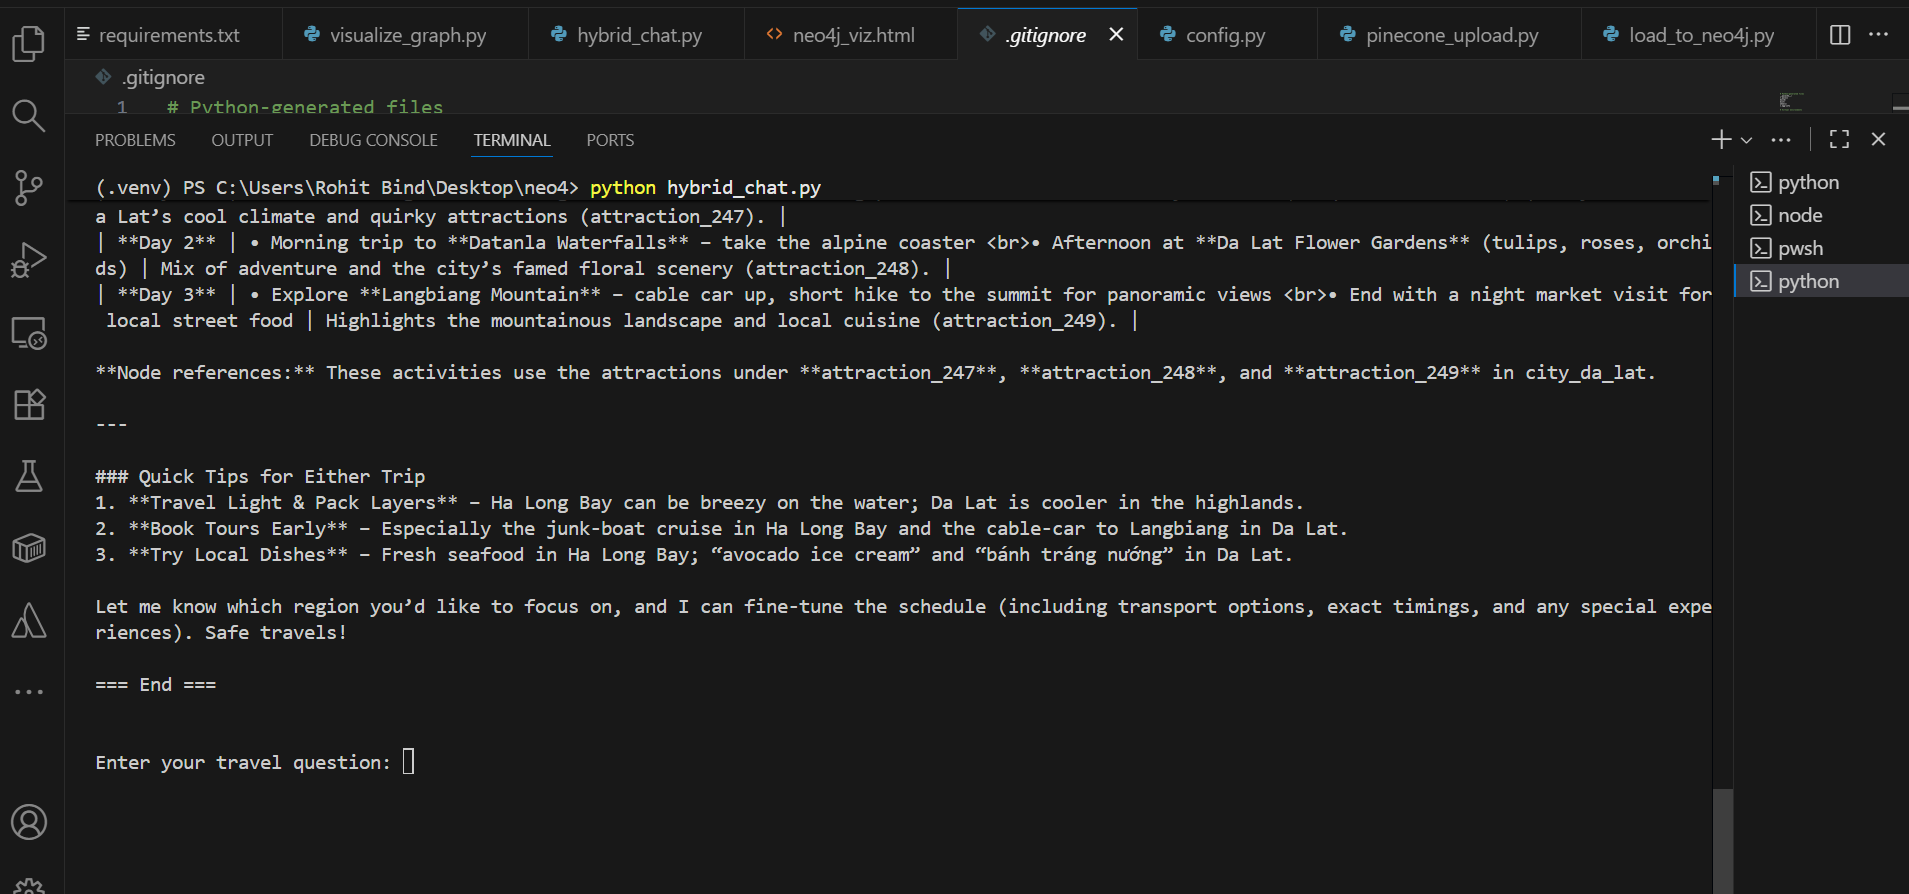 requirements.txt
visualize_graph.py
hybrid_chat.py
neo4j_viz.html
.gitignore
config.py
pinecone_upload.py
load_to_neo4j.py
.gitignore
1 # Python-generated files
PROBLEMS OUTPUT DEBUG CONSOLE TERMINAL PORTS
(.venv) PS C:\Users\Rohit Bind\Desktop\neo4> python hybrid_chat.py
a Lat’s cool climate and quirky attractions (attraction_247). |
| **Day 2** | • Morning trip to **Datanla Waterfalls** – take the alpine coaster <br>• Afternoon at **Da Lat Flower Gardens** (tulips, roses, orchi
ds) | Mix of adventure and the city’s famed floral scenery (attraction_248). |
| **Day 3** | • Explore **Langbiang Mountain** – cable car up, short hike to the summit for panoramic views <br>• End with a night market visit for
local street food | Highlights the mountainous landscape and local cuisine (attraction_249). |
**Node references:** These activities use the attractions under **attraction_247**, **attraction_248**, and **attraction_249** in city_da_lat.
---
### Quick Tips for Either Trip
1. **Travel Light & Pack Layers** – Ha Long Bay can be breezy on the water; Da Lat is cooler in the highlands.
2. **Book Tours Early** – Especially the junk-boat cruise in Ha Long Bay and the cable-car to Langbiang in Da Lat.
3. **Try Local Dishes** – Fresh seafood in Ha Long Bay; “avocado ice cream” and “bánh tráng nướng” in Da Lat.
Let me know which region you’d like to focus on, and I can fine-tune the schedule (including transport options, exact timings, and any special expe
riences). Safe travels!
=== End ===
Enter your travel question:
python
node
pwsh
python